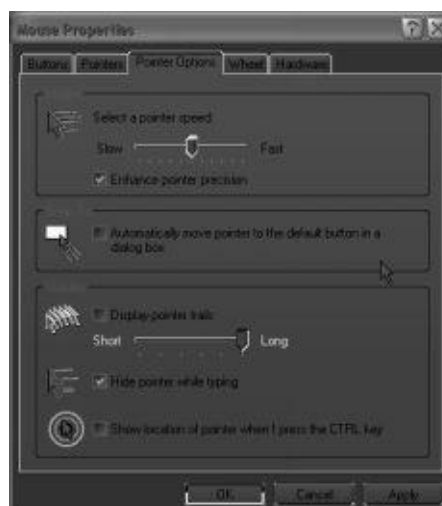 Mouse Properties
Buttons Pointers Pointer Options Wheel Hardware
Select a pointer speed
Slow Fast
Enhance pointer precision
Automatically move pointer to the default button in a
dialog box
Display pointer trails
Short Long
Hide pointer while typing
Show location of pointer when I press the CTRL key
OK Cancel Apply